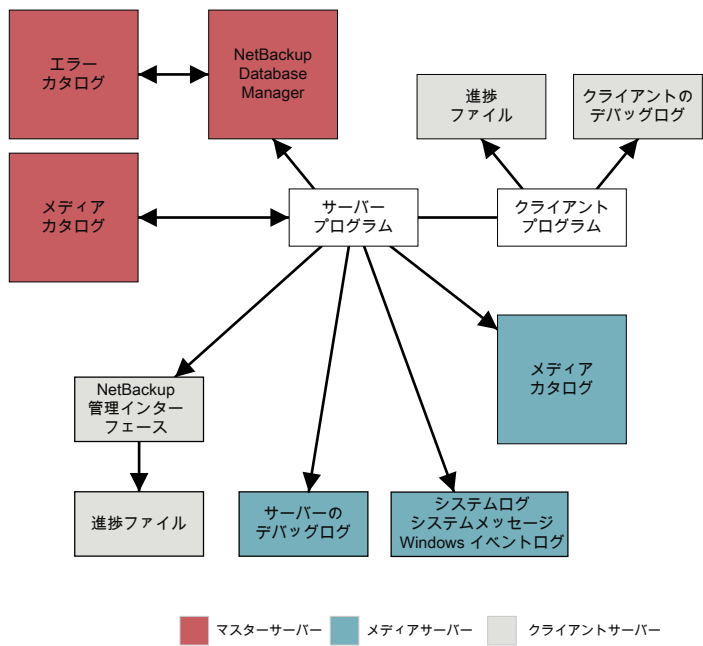 エラー
カタログ
NetBackup
Database
Manager
進捗
ファイル
クライアントの
デバッグログ
メディア
カタログ
サーバー
プログラム
クライアント
プログラム
メディア
カタログ
NetBackup
管理インター
フェース
進捗ファイル
サーバーの
デバッグログ
システムログ
システムメッセージ
Windows イベントログ
マスターサーバー
メディアサーバー
クライアントサーバー